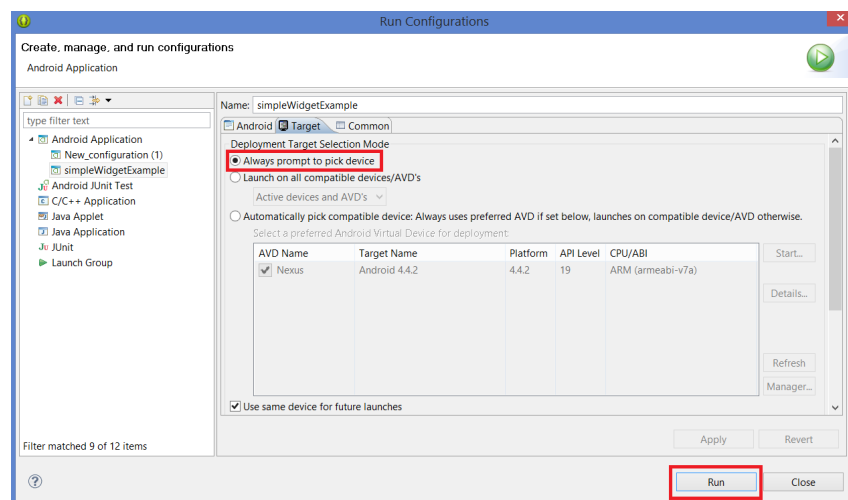 Run Configurations
Create, manage, and run configurations
Android Application
type filter text
Android Application
New_configuration (1)
simpleWidgetExample
Android JUnit Test
C/C++ Application
Java Applet
Java Application
JUnit
Launch Group
Filter matched 9 of 12 items
Name: simpleWidgetExample
Android Target Common
Deployment Target Selection Mode
Always prompt to pick device
Launch on all compatible devices/AVD's
Active devices and AVD's
Automatically pick compatible device: Always uses preferred AVD if set below, launches on compatible device/AVD otherwise.
Select a preferred Android Virtual Device for deployment:
AVD Name Target Name Platform API Level CPU/ABI
Nexus Android 4.4.2 4.4.2 19 ARM (armeabi-v7a)
Start...
Details...
Refresh
Manager...
Use same device for future launches
Apply Revert
Run Close